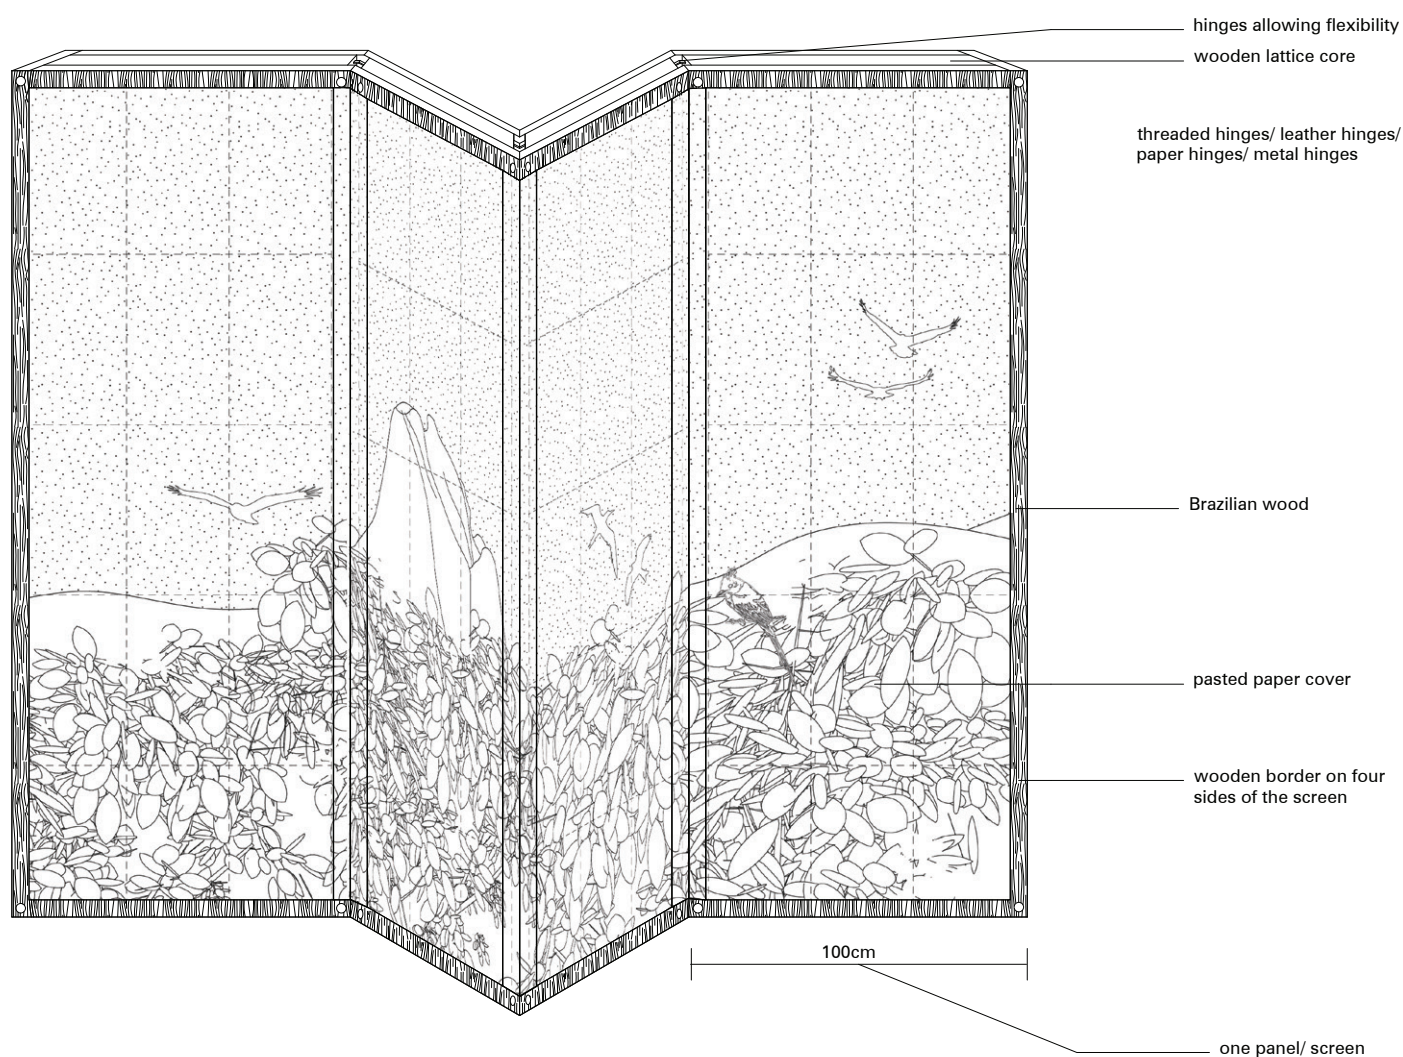 hinges allowing flexibility
wooden lattice core
threaded hinges/ leather hinges/
paper hinges/ metal hinges
Brazilian wood
pasted paper cover
wooden border on four
sides of the screen
100cm
one panel/ screen